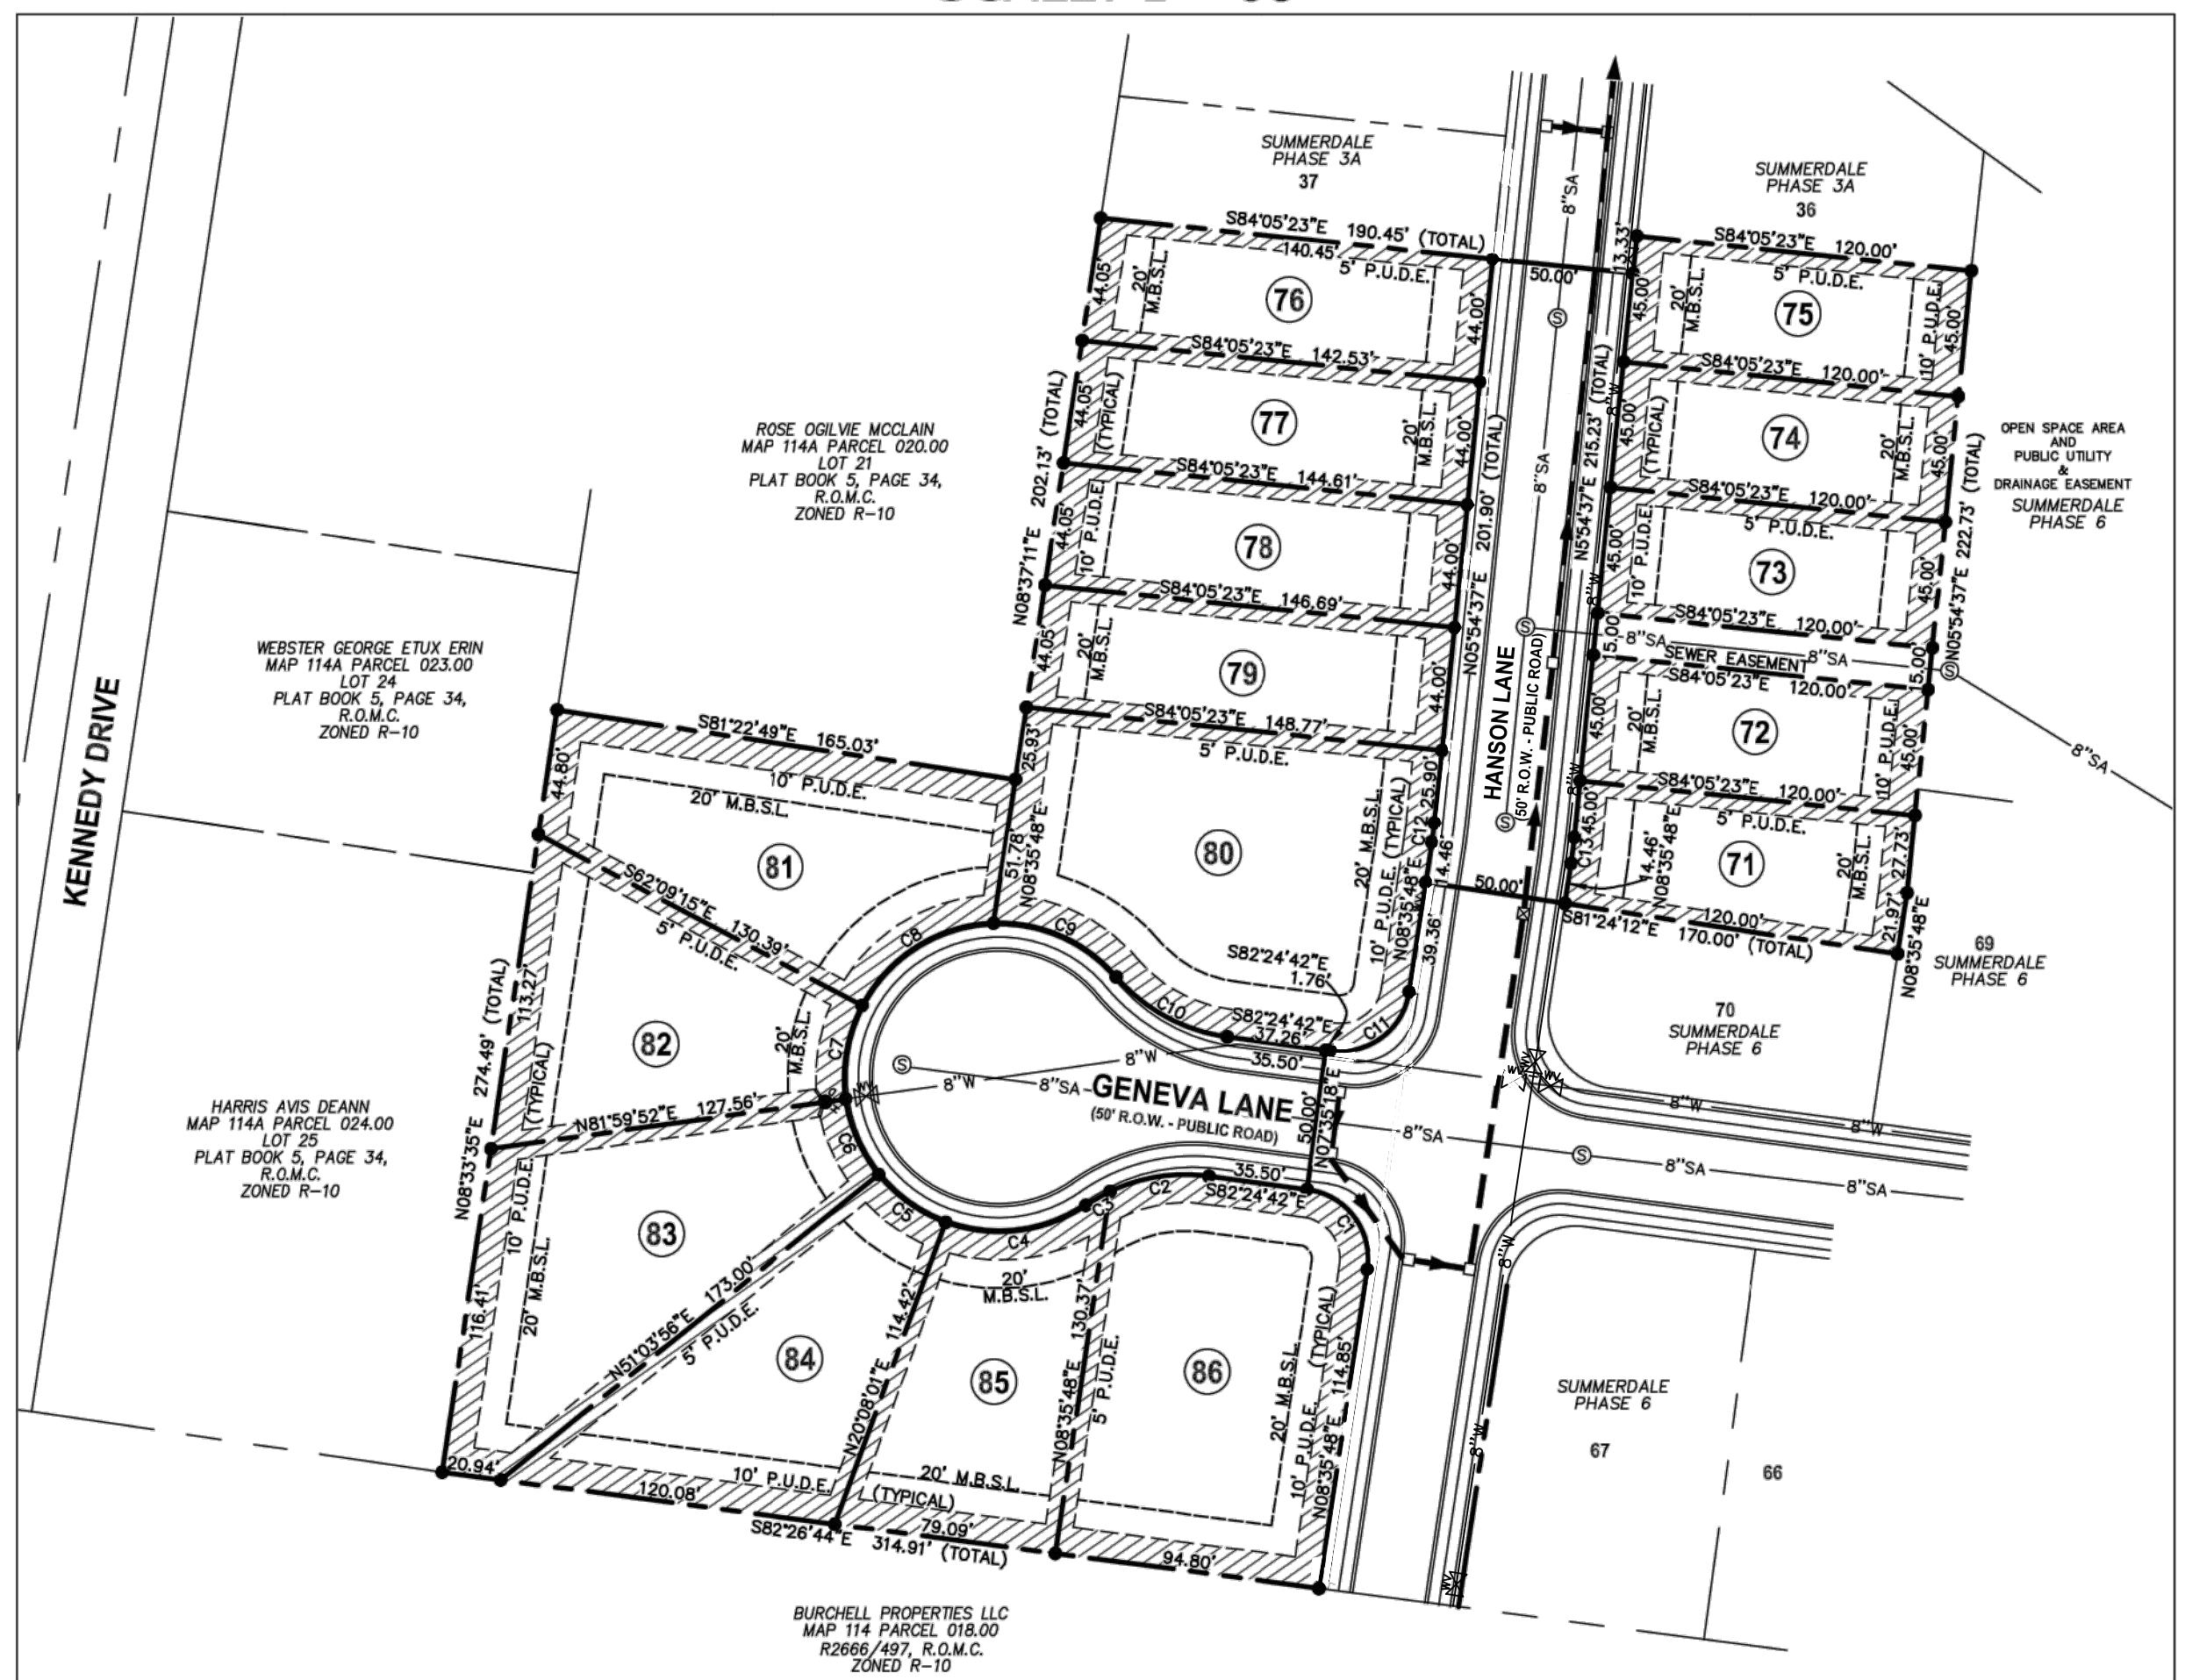 SUMMERDALE
PHASE 3A
37
SUMMERDALE
PHASE 3A
36
S84°05'23"E 190.45' (TOTAL)
140.45'
5' P.U.D.E.
50.00'
13.33'
S84°05'23"E 120.00'
5' P.U.D.E.
44.05'
20'
M.B.S.L.
76
44.00'
45.00'
20'
M.B.S.L.
75
10' P.U.D.E.
45.00'
8"SA
S84°05'23"E 142.53'
S84°05'23"E 120.00'
44.05'
(TYPICAL)
77
20'
M.B.S.L.
44.00'
45.00'
(TYPICAL)
74
20'
M.B.S.L.
45.00'
8"W
8"SA
S84°05'23"E 144.61'
S84°05'23"E 120.00'
5' P.U.D.E.
44.05'
10' P.U.D.E.
78
44.00'
45.00'
10' P.U.D.E.
73
45.00'
8"W
S84°05'23"E 146.69'
S84°05'23"E 120.00'
44.05'
20'
M.B.S.L.
79
44.00'
15.00'
8"SA
8"SA
SEWER EASEMENT
15.00'
S84°05'23"E 120.00'
S84°05'23"E 148.77'
5' P.U.D.E.
45.00'
20'
M.B.S.L.
72
10' P.U.D.E.
45.00'
8"SA
8"W
S84°05'23"E 120.00'
5' P.U.D.E.
N08°37'11"E 202.13' (TOTAL)
N05°54'37"E 201.90' (TOTAL)
N5°54'37"E 215.23' (TOTAL)
N05°54'37"E 222.73' (TOTAL)
HANSON LANE
(50' R.O.W. - PUBLIC ROAD)
OPEN SPACE AREA
AND
PUBLIC UTILITY
&
DRAINAGE EASEMENT
SUMMERDALE
PHASE 6
ROSE OGILVIE MCCLAIN
MAP 114A PARCEL 020.00
LOT 21
PLAT BOOK 5, PAGE 34,
R.O.M.C.
ZONED R-10
WEBSTER GEORGE ETUX ERIN
MAP 114A PARCEL 023.00
LOT 24
PLAT BOOK 5, PAGE 34,
R.O.M.C.
ZONED R-10
KENNEDY DRIVE
HARRIS AVIS DEANN
MAP 114A PARCEL 024.00
LOT 25
PLAT BOOK 5, PAGE 34,
R.O.M.C.
ZONED R-10
S81°22'49"E 165.03'
10' P.U.D.E.
20' M.B.S.L.
44.80'
81
25.93'
51.78'
N08°35'48"E
80
20' M.B.S.L.
10' P.U.D.E. (TYPICAL)
25.90'
C12
14.46'
N08°35'48"E
39.36'
C13
45.00'
14.46'
N08°35'48"E
71
20'
M.B.S.L.
27.73'
21.97'
N08°35'48"E
50.00'
S81°24'12"E
120.00'
170.00' (TOTAL)
69
SUMMERDALE
PHASE 6
70
SUMMERDALE
PHASE 6
S62°09'15"E 130.39'
5' P.U.D.E.
C8
C9
C10
C11
S82°24'42"E
1.76'
S82°24'42"E
37.26'
35.50'
N08°33'35"E 274.49' (TOTAL)
113.27'
(TYPICAL)
82
20'
M.B.S.L.
C7
8"W
8"W
8"SA
GENEVA LANE
(50' R.O.W. - PUBLIC ROAD)
50.00'
N07°35'18"E
WV
WV
8"SA
8"W
8"W
8"SA
8"SA
N81°59'52"E 127.56'
C6
10' P.U.D.E.
20' M.B.S.L.
83
116.41'
C5
C4
C3
C2
C1
35.50'
S82°24'42"E
20'
M.B.S.L.
N51°03'56"E 173.00'
5' P.U.D.E.
84
114.42'
N20°08'01"E
85
130.37'
N08°35'48"E
5' P.U.D.E.
86
20' M.B.S.L.
10' P.U.D.E. (TYPICAL)
N08°35'48"E 114.85'
8"W
8"W
WV
SUMMERDALE
PHASE 6
67
66
20.94'
120.08'
10' P.U.D.E.
20' M.B.S.L.
(TYPICAL)
79.09'
S82°26'44"E 314.91' (TOTAL)
94.80'
BURCHELL PROPERTIES LLC
MAP 114 PARCEL 018.00
R2666/497, R.O.M.C.
ZONED R-10